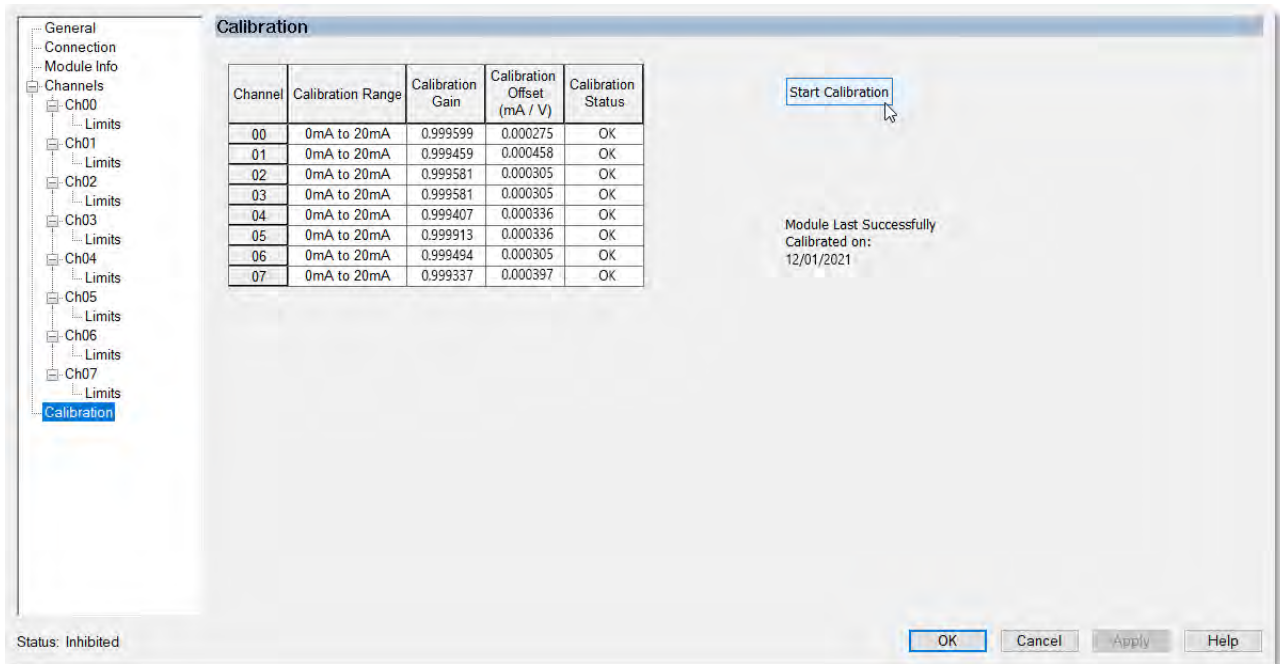 General
Connection
Module Info
Channels
Ch00
Limits
Ch01
Limits
Ch02
Limits
Ch03
Limits
Ch04
Limits
Ch05
Limits
Ch06
Limits
Ch07
Limits
Calibration
Calibration
Channel Calibration Range Calibration Gain Calibration Offset (mA / V) Calibration Status
00 0mA to 20mA 0.999599 0.000275 OK
01 0mA to 20mA 0.999459 0.000458 OK
02 0mA to 20mA 0.999581 0.000305 OK
03 0mA to 20mA 0.999581 0.000305 OK
04 0mA to 20mA 0.999407 0.000336 OK
05 0mA to 20mA 0.999913 0.000336 OK
06 0mA to 20mA 0.999494 0.000305 OK
07 0mA to 20mA 0.999337 0.000397 OK
Start Calibration
Module Last Successfully
Calibrated on:
12/01/2021
Status: Inhibited
OK Cancel Apply Help